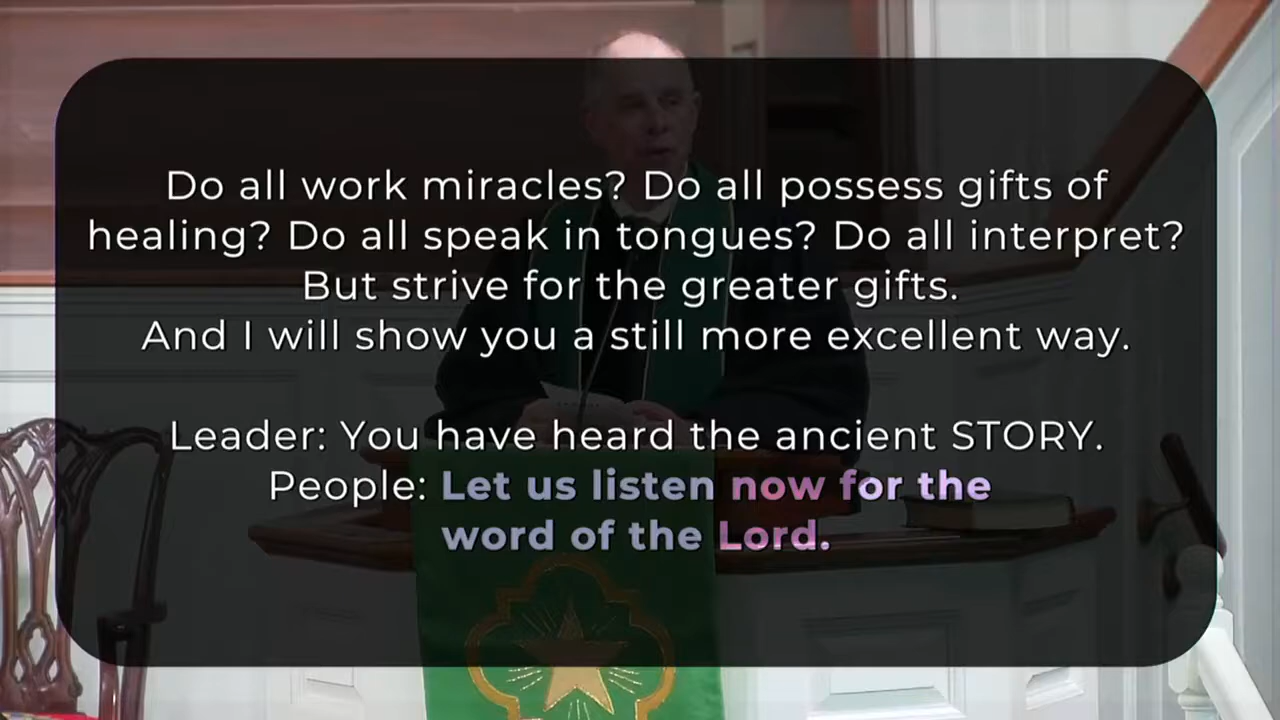 Do all work miracles? Do all possess gifts of
healing? Do all speak in tongues? Do all interpret?
But strive for the greater gifts.
And I will show you a still more excellent way.
Leader: You have heard the ancient STORY.
People: Let us listen now for the
word of the Lord.